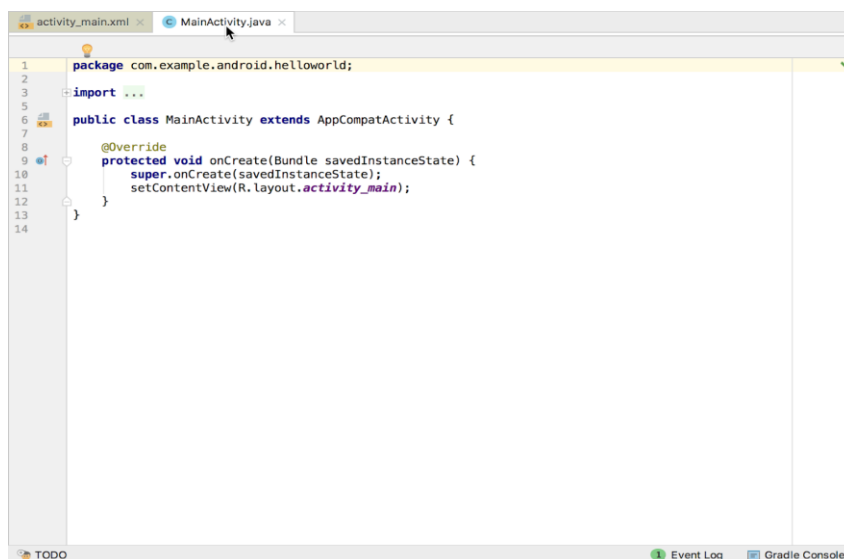 activity_main.xml × C MainActivity.java ×
1 package com.example.android.helloworld;
2
3 import ...
5
6 public class MainActivity extends AppCompatActivity {
7
8 @Override
9 protected void onCreate(Bundle savedInstanceState) {
10 super.onCreate(savedInstanceState);
11 setContentView(R.layout.activity_main);
12 }
13 }
14
TODO 1 Event Log Gradle Console